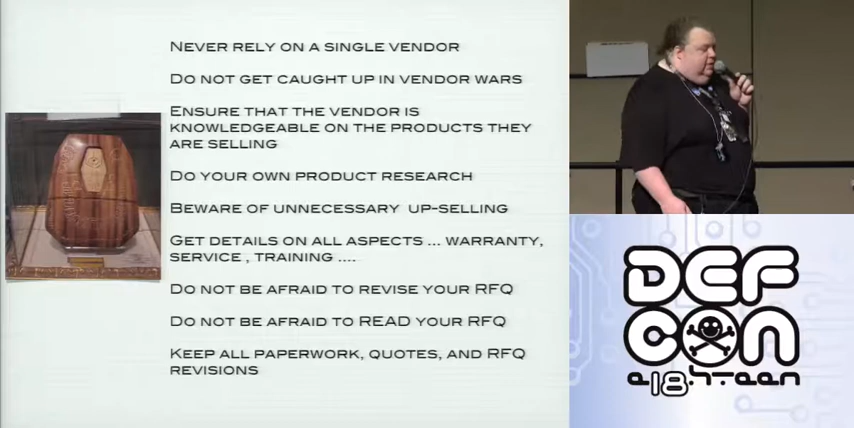 NEVER RELY ON A SINGLE VENDOR
DO NOT GET CAUGHT UP IN VENDOR WARS
ENSURE THAT THE VENDOR IS
KNOWLEDGEABLE ON THE PRODUCTS THEY
ARE SELLING
DO YOUR OWN PRODUCT RESEARCH
BEWARE OF UNNECESSARY UP-SELLING
GET DETAILS ON ALL ASPECTS ... WARRANTY,
SERVICE , TRAINING ....
DO NOT BE AFRAID TO REVISE YOUR RFQ
DO NOT BE AFRAID TO READ YOUR RFQ
KEEP ALL PAPERWORK, QUOTES, AND RFQ
REVISIONS
DEF
CON
e18h-teen